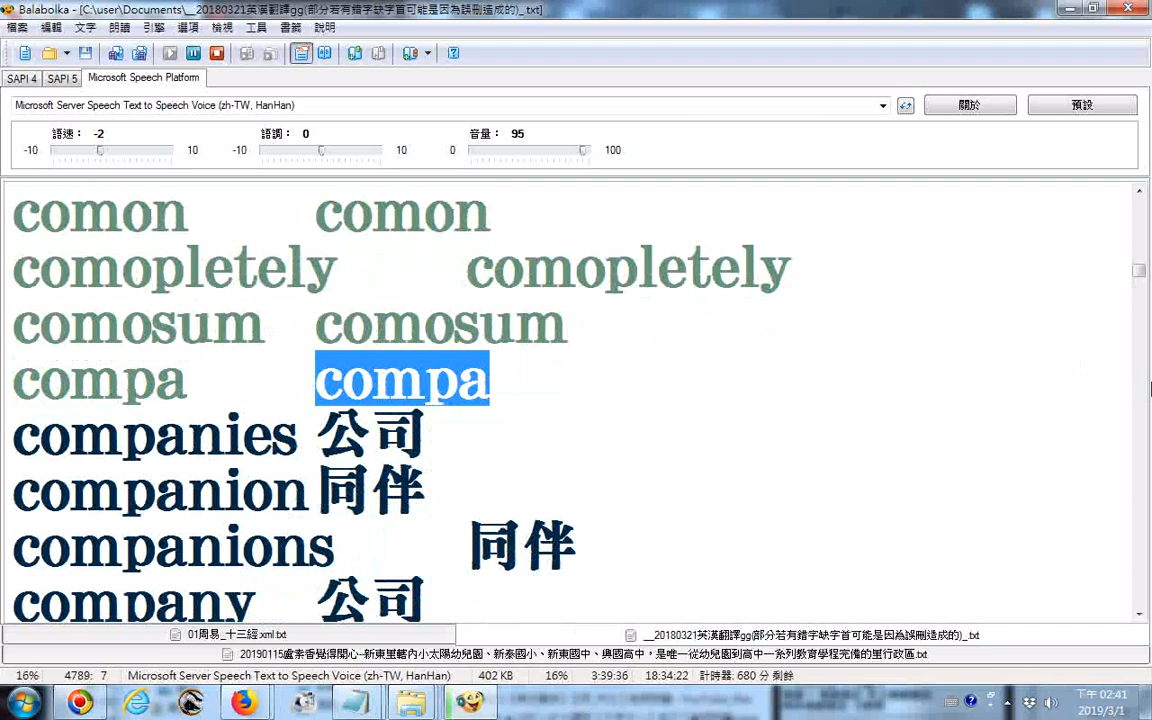 Balabolka - [C:\user\Documents\__20180321英漢翻譯gg(部分若有錯字缺字首可能是因為誤刪造成的)_.txt]
檔案 編輯 文字 朗讀 引擎 選項 檢視 工具 書籤 說明
SAPI 4 SAPI 5 Microsoft Speech Platform
Microsoft Server Speech Text to Speech Voice (zh-TW, HanHan) 關於 預設
語速： -2 語調： 0 音量： 95
-10 10 -10 10 0 100
comon comon
comopletely comopletely
comosum comosum
compa compa
companies 公司
companion 同伴
companions 同伴
company 公司
01周易_十三經.xml.txt __20180321英漢翻譯gg(部分若有錯字缺字首可能是因為誤刪造成的)_.txt
20190115盧素香覺得開心-新東里轄內小太陽幼兒園、新泰國小、新東國中、興國高中，是唯一從幼兒園到高中一系列教育學程完備的里行政區.txt
16% 4789: 7 Microsoft Server Speech Text to Speech Voice (zh-TW, HanHan) 402 KB 16% 3:39:36 18:34:22 計時器: 680 分 剩餘
下午 02:41
2019/3/1